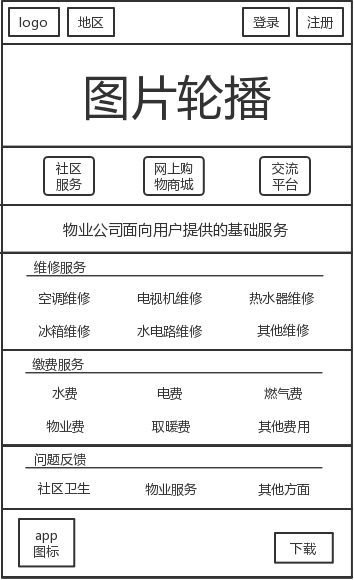 logo 地区 登录 注册
图片轮播
社区 网上购 交流
服务 物商城 平台
物业公司面向用户提供的基础服务
维修服务
空调维修 电视机维修 热水器维修
冰箱维修 水电路维修 其他维修
缴费服务
水费 电费 燃气费
物业费 取暖费 其他费用
问题反馈
社区卫生 物业服务 其他方面
app
图标 下载